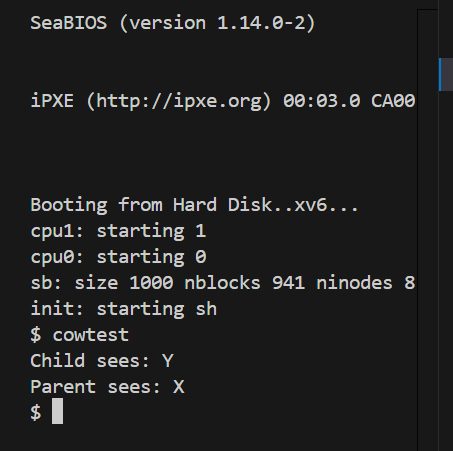 SeaBIOS (version 1.14.0-2)
iPXE (http://ipxe.org) 00:03.0 CA00
Booting from Hard Disk..xv6...
cpu1: starting 1
cpu0: starting 0
sb: size 1000 nblocks 941 ninodes 8
init: starting sh
$ cowtest
Child sees: Y
Parent sees: X
$